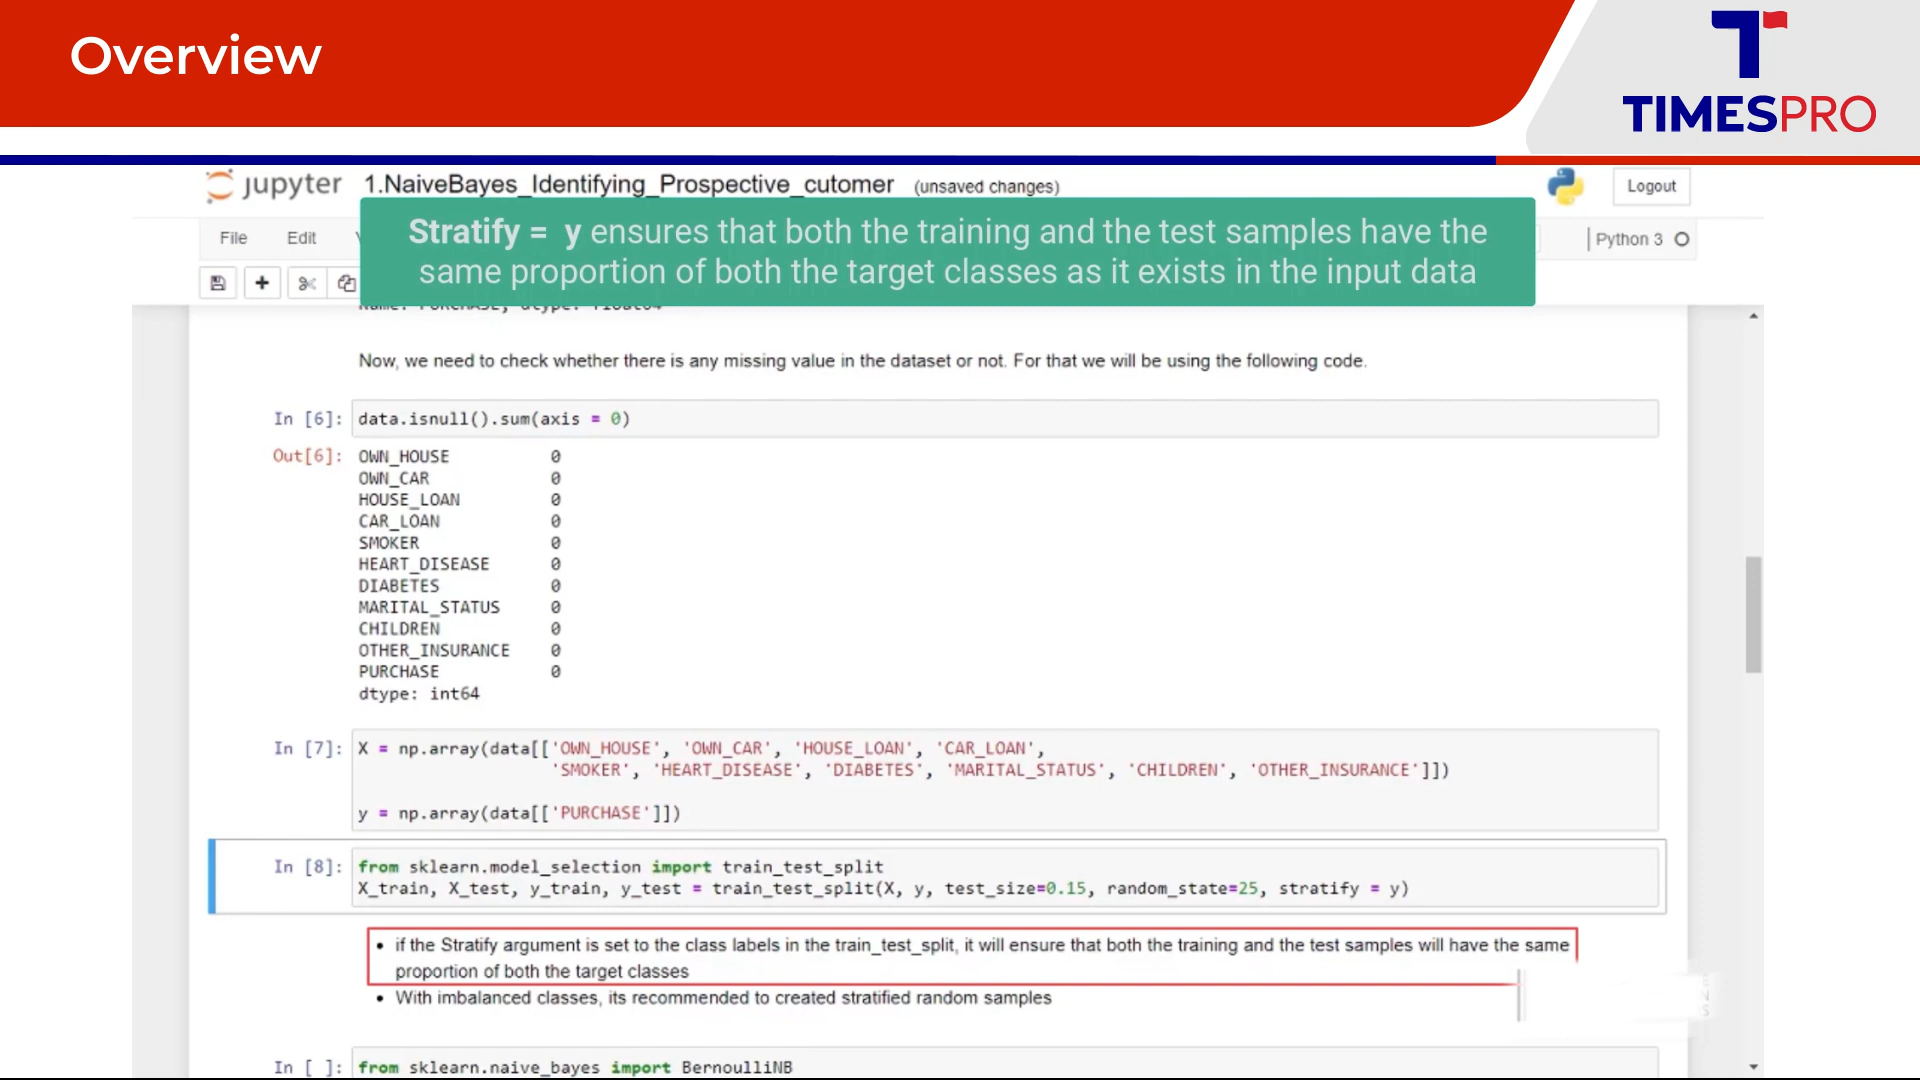 Overview
TIMESPRO
jupyter 1.NaiveBayes_Identifying_Prospective_cutomer (unsaved changes)
Logout
Stratify = y ensures that both the training and the test samples have the
same proportion of both the target classes as it exists in the input data
File Edit
Python 3
Name: PURCHASE, dtype: float64
Now, we need to check whether there is any missing value in the dataset or not. For that we will be using the following code.
In [6]: data.isnull().sum(axis = 0)
Out[6]: OWN_HOUSE 0
OWN_CAR 0
HOUSE_LOAN 0
CAR_LOAN 0
SMOKER 0
HEART_DISEASE 0
DIABETES 0
MARITAL_STATUS 0
CHILDREN 0
OTHER_INSURANCE 0
PURCHASE 0
dtype: int64
In [7]: X = np.array(data[['OWN_HOUSE', 'OWN_CAR', 'HOUSE_LOAN', 'CAR_LOAN',
'SMOKER', 'HEART_DISEASE', 'DIABETES', 'MARITAL_STATUS', 'CHILDREN', 'OTHER_INSURANCE']])
y = np.array(data[['PURCHASE']])
In [8]: from sklearn.model_selection import train_test_split
X_train, X_test, y_train, y_test = train_test_split(X, y, test_size=0.15, random_state=25, stratify = y)
• if the Stratify argument is set to the class labels in the train_test_split, it will ensure that both the training and the test samples will have the same
proportion of both the target classes
• With imbalanced classes, its recommended to created stratified random samples
In [ ]: from sklearn.naive_bayes import BernoulliNB